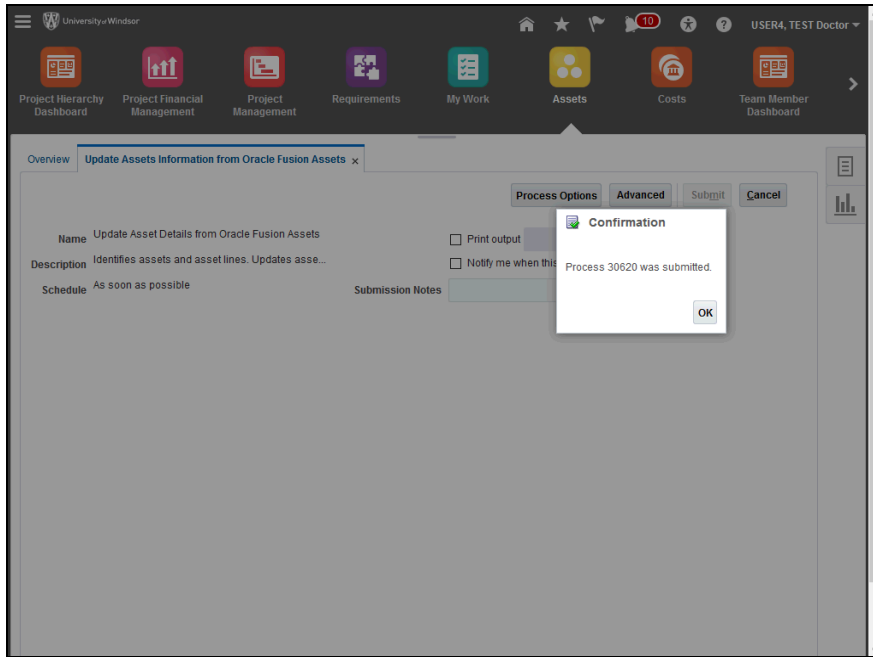 University of Windsor
10
?
USER4, TEST Doctor
Project Hierarchy
Dashboard
Project Financial
Management
Project
Management
Requirements
My Work
Assets
Costs
Team Member
Dashboard
Overview
Update Assets Information from Oracle Fusion Assets x
Process Options
Advanced
Submit
Cancel
Name Update Asset Details from Oracle Fusion Assets
Print output
Description Identifies assets and asset lines. Updates asse...
Notify me when this
Schedule As soon as possible
Submission Notes
Confirmation
Process 30620 was submitted.
OK